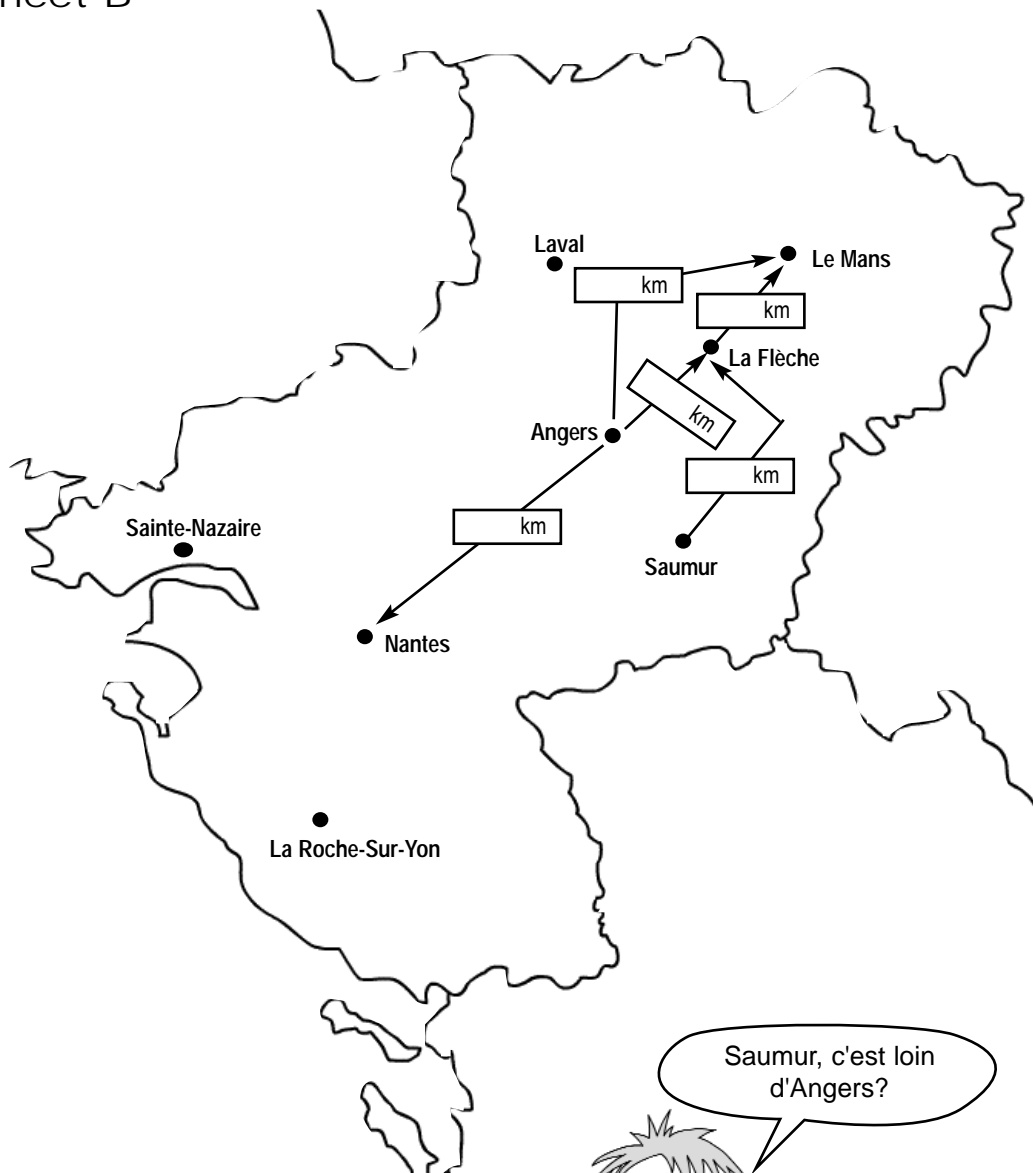 B
Laval
Le Mans
km
km
La Flèche
km
Angers
km
km
Sainte-Nazaire
Saumur
Nantes
La Roche-Sur-Yon
Saumur, c'est loin
d'Angers?